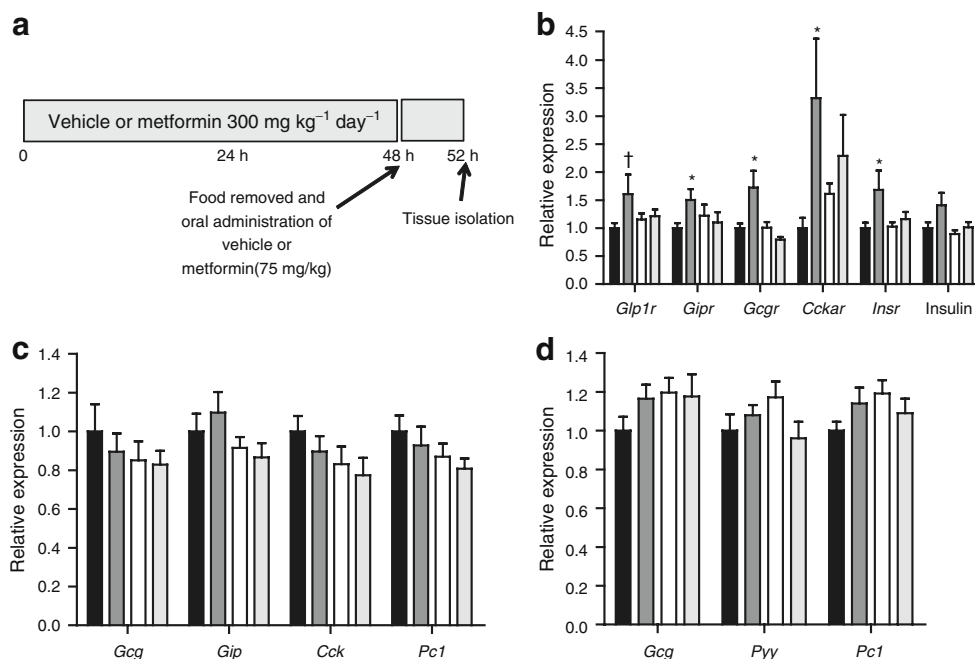 a
Vehicle or metformin 300 mg kg⁻¹ day⁻¹
0 24 h 48 h 52 h
Food removed and
oral administration of
vehicle or
metformin(75 mg/kg)
Tissue isolation
b
Relative expression
4.5
4.0
3.5
3.0
2.5
2.0
1.5
1.0
0.5
0.0
† * * * *
Glp1r Gipr Gcgr Cckar Insr Insulin
c
Relative expression
1.4
1.2
1.0
0.8
0.6
0.4
0.2
0.0
Gcg Gip Cck Pc1
d
Relative expression
1.4
1.2
1.0
0.8
0.6
0.4
0.2
0.0
Gcg Pyy Pc1